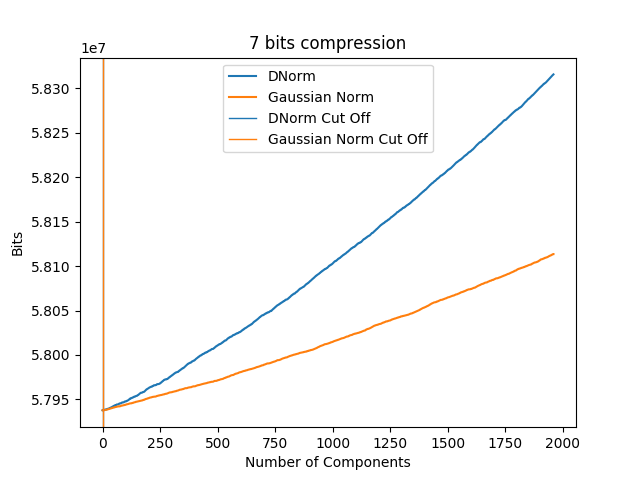 7 bits compression
1e7
5.830
5.825
5.820
5.815
5.810
5.805
5.800
5.795
Bits
DNorm
Gaussian Norm
DNorm Cut Off
Gaussian Norm Cut Off
0 250 500 750 1000 1250 1500 1750 2000
Number of Components